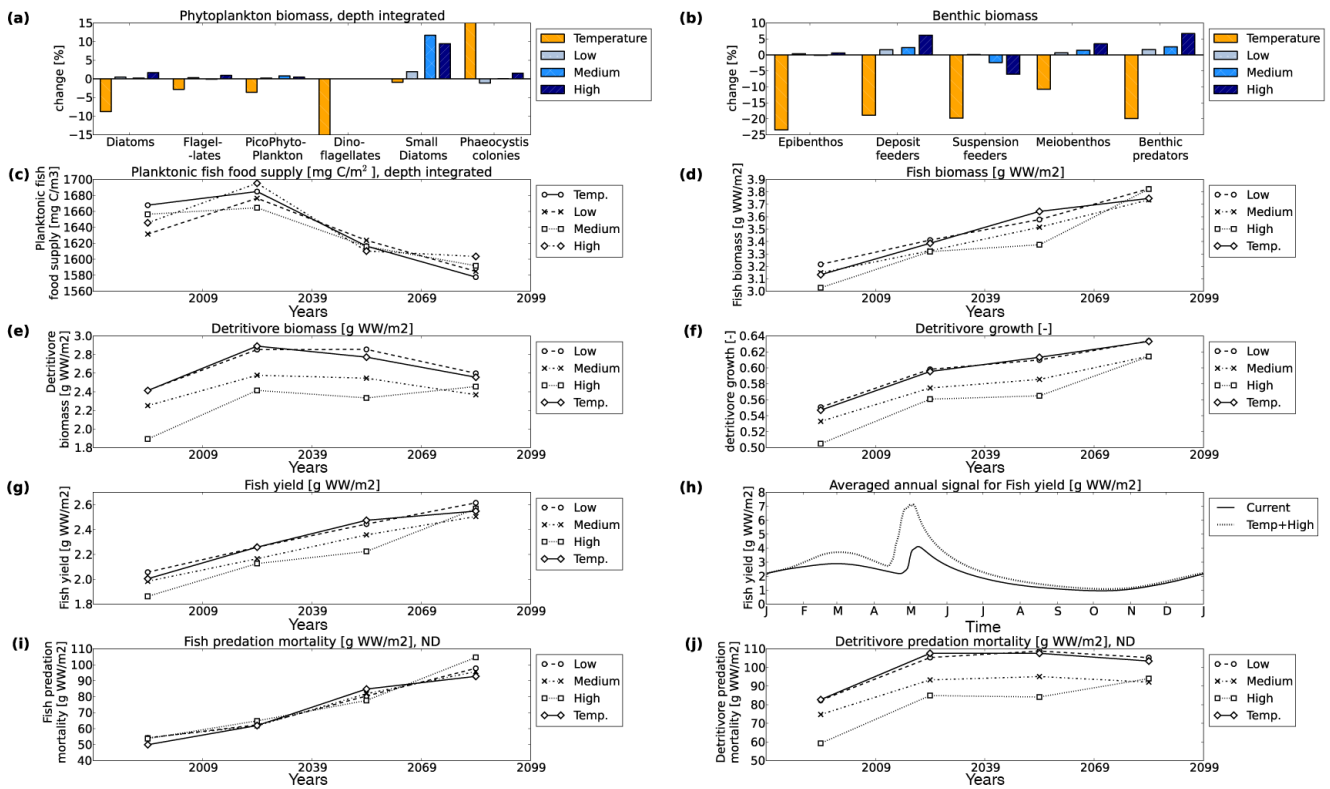 (a)
Phytoplankton biomass, depth integrated
change [%]
15
10
5
0
−5
−10
−15
Diatoms
Flagel-
-lates
PicoPhyto-
Plankton
Dino-
flagellates
Small
Diatoms
Phaeocystis
colonies
Temperature
Low
Medium
High
(b)
Benthic biomass
change [%]
10
5
0
−5
−10
−15
−20
−25
Epibenthos
Deposit
feeders
Suspension
feeders
Meiobenthos
Benthic
predators
Temperature
Low
Medium
High
(c)
Planktonic fish food supply [mg C/m² ], depth integrated
Planktonic fish
food supply [mg C/m3]
1700
1680
1660
1640
1620
1600
1580
1560
2009 2039 2069 2099
Years
Temp.
Low
Medium
High
(d)
Fish biomass [g WW/m2]
Fish biomass [g WW/m2]
3.9
3.8
3.7
3.6
3.5
3.4
3.3
3.2
3.1
3.0
2009 2039 2069 2099
Years
Low
Medium
High
Temp.
(e)
Detritivore biomass [g WW/m2]
Detritivore
biomass [g WW/m2]
3.0
2.8
2.6
2.4
2.2
2.0
1.8
2009 2039 2069 2099
Years
Low
Medium
High
Temp.
(f)
Detritivore growth [-]
detritivore growth [-]
0.64
0.62
0.60
0.58
0.56
0.54
0.52
0.50
2009 2039 2069 2099
Years
Low
Medium
High
Temp.
(g)
Fish yield [g WW/m2]
Fish yield [g WW/m2]
2.6
2.4
2.2
2.0
1.8
2009 2039 2069 2099
Years
Low
Medium
High
Temp.
(h)
Averaged annual signal for Fish yield [g WW/m2]
Fish yield [g WW/m2]
8
7
6
5
4
3
2
1
0
J F M A M J J A S O N D J
Time
Current
Temp+High
(i)
Fish predation mortality [g WW/m2], ND
Fish predation
mortality [g WW/m2]
110
100
90
80
70
60
50
40
2009 2039 2069 2099
Years
Low
Medium
High
Temp.
(j)
Detritivore predation mortality [g WW/m2], ND
Detritivore predation
mortality [g WW/m2]
110
100
90
80
70
60
50
2009 2039 2069 2099
Years
Low
Medium
High
Temp.